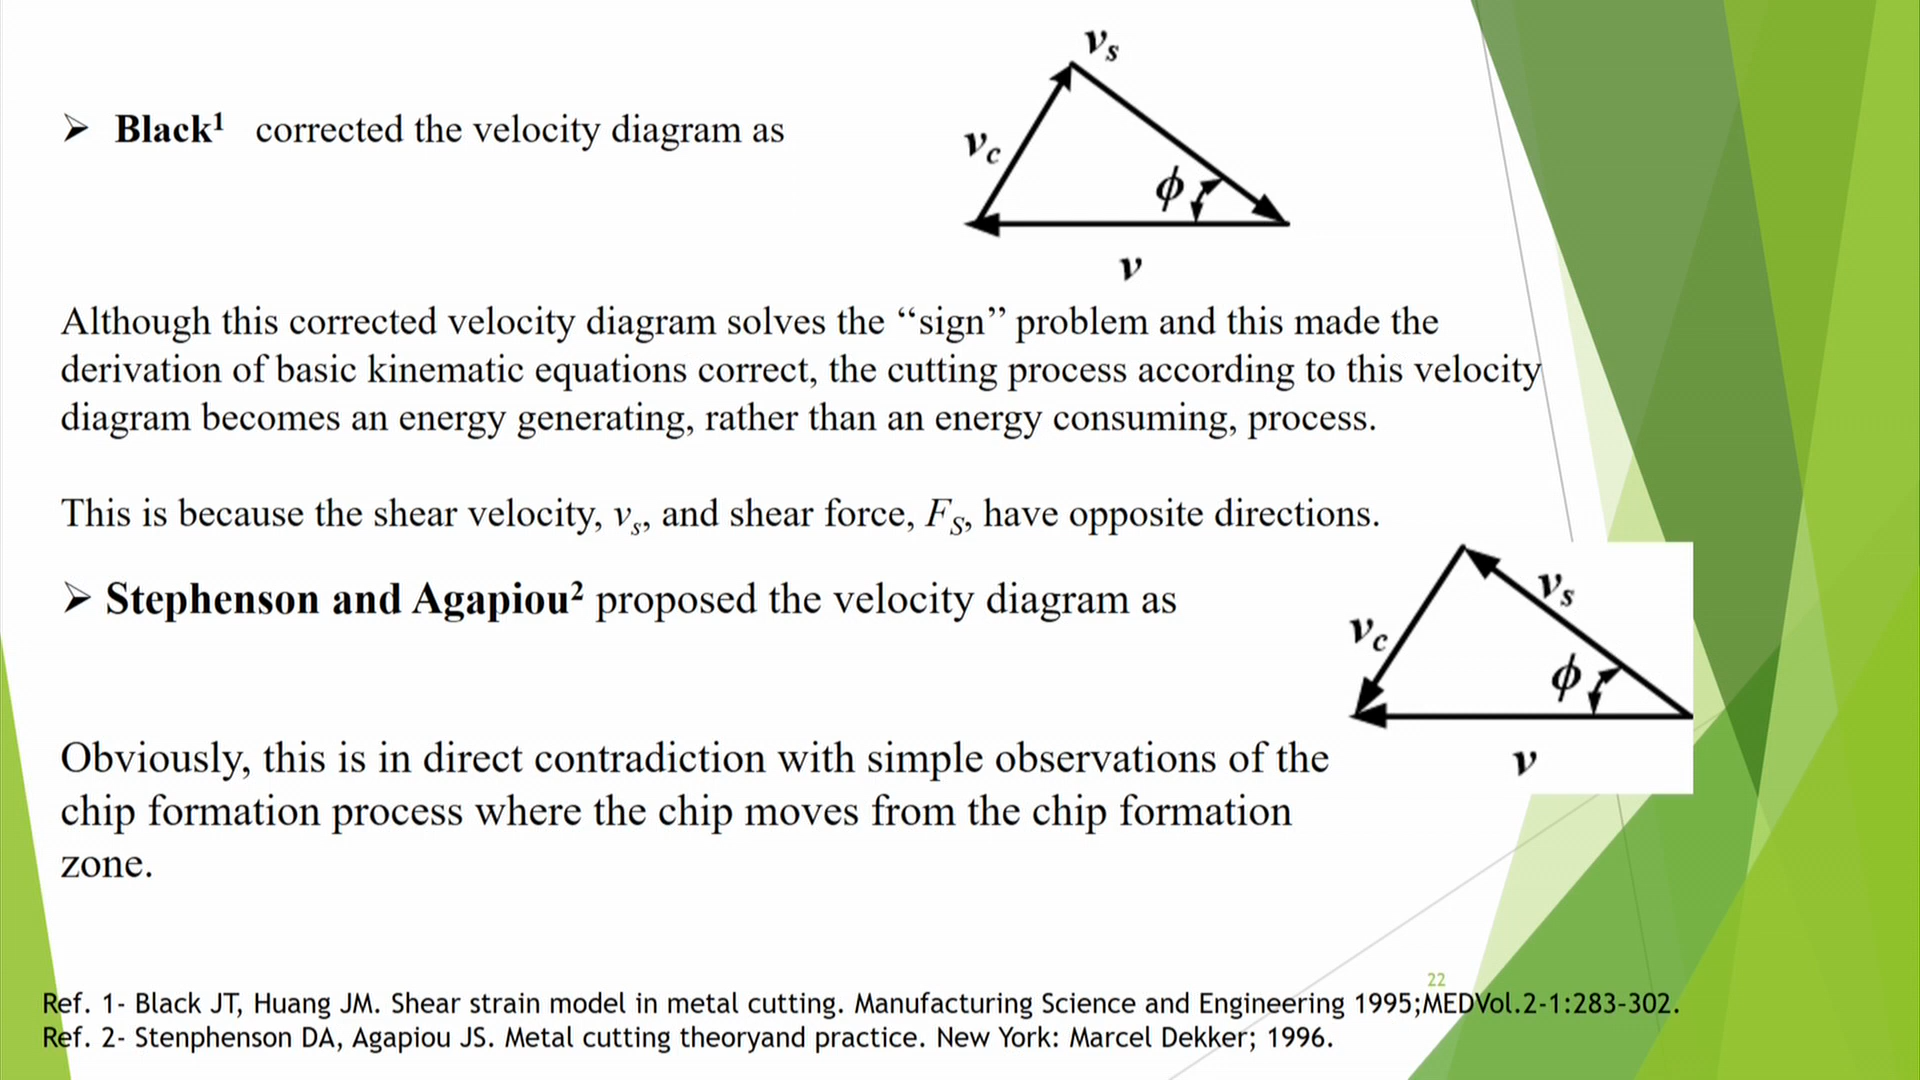 v_s
➢ Black¹ corrected the velocity diagram as
v_c
ϕ
v
Although this corrected velocity diagram solves the “sign” problem and this made the
derivation of basic kinematic equations correct, the cutting process according to this velocity
diagram becomes an energy generating, rather than an energy consuming, process.
This is because the shear velocity, v_s, and shear force, F_S, have opposite directions.
v_s
➢ Stephenson and Agapiou² proposed the velocity diagram as
v_c
ϕ
v
Obviously, this is in direct contradiction with simple observations of the
chip formation process where the chip moves from the chip formation
zone.
22
Ref. 1- Black JT, Huang JM. Shear strain model in metal cutting. Manufacturing Science and Engineering 1995;MEDVol.2-1:283-302.
Ref. 2- Stenphenson DA, Agapiou JS. Metal cutting theoryand practice. New York: Marcel Dekker; 1996.